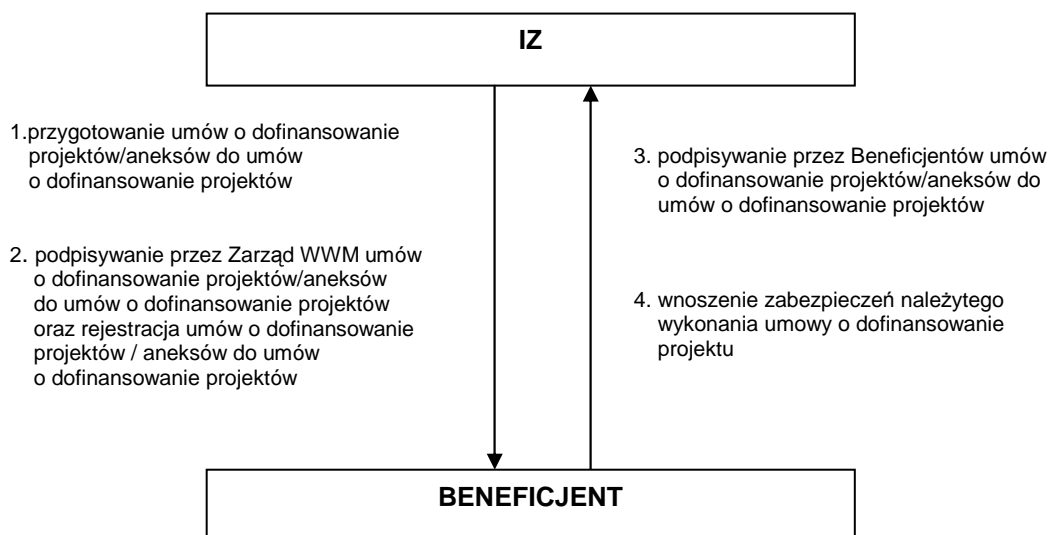 IZ
1.przygotowanie umów o dofinansowanie
projektów/aneksów do umów
o dofinansowanie projektów
2. podpisywanie przez Zarząd WWM umów
o dofinansowanie projektów/aneksów
do umów o dofinansowanie projektów
oraz rejestracja umów o dofinansowanie
projektów / aneksów do umów
o dofinansowanie projektów
3. podpisywanie przez Beneficjentów umów
o dofinansowanie projektów/aneksów do
umów o dofinansowanie projektów
4. wnoszenie zabezpieczeń należytego
wykonania umowy o dofinansowanie
projektu
BENEFICJENT